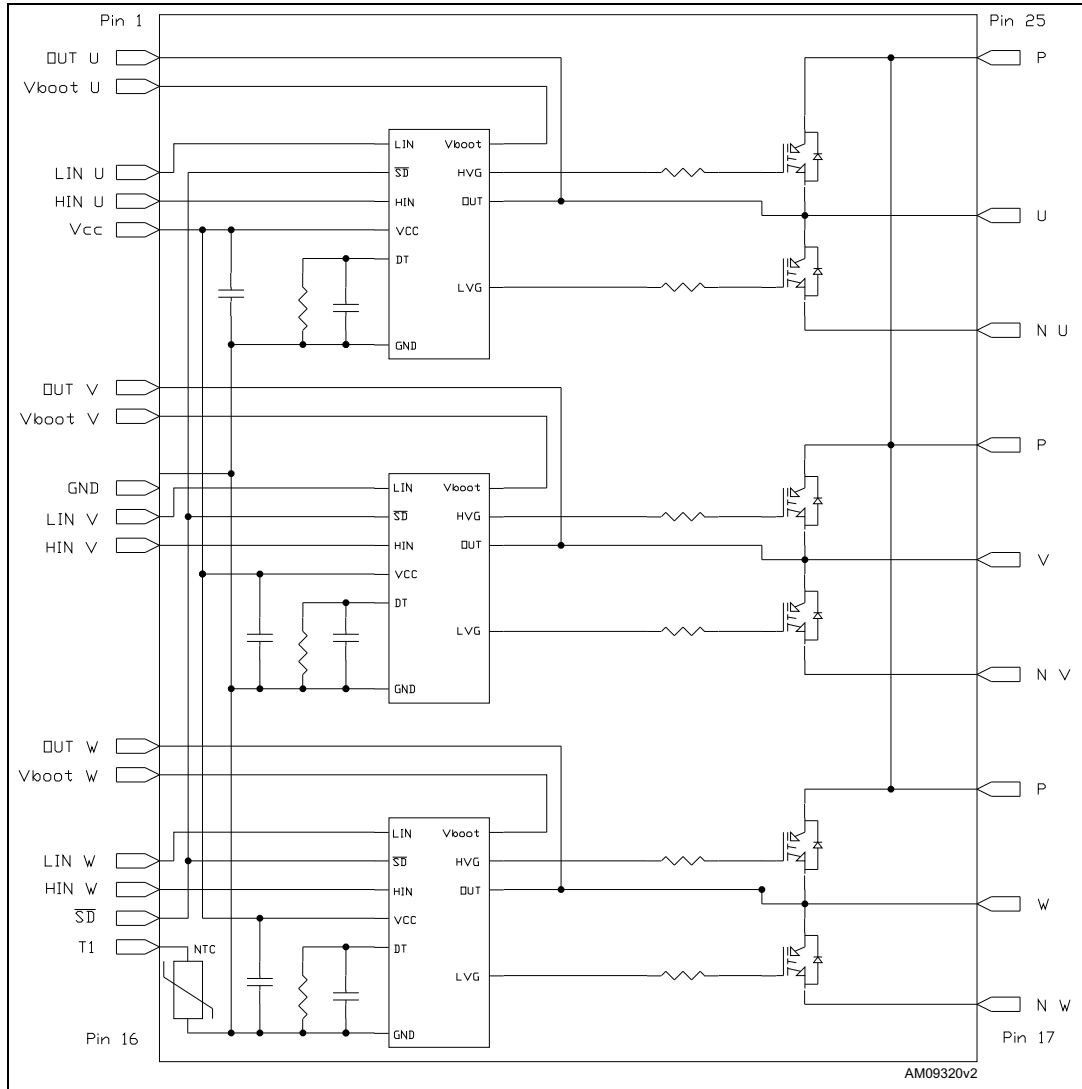 Pin 1
Pin 25
OUT U
P
Vboot U
LIN
Vboot
LIN U
SD
HVG
HIN U
HIN
OUT
U
Vcc
VCC
DT
LVG
N U
GND
OUT V
Vboot V
P
GND
LIN
Vboot
LIN V
SD
HVG
HIN V
HIN
OUT
V
VCC
DT
LVG
N V
GND
OUT W
Vboot W
P
LIN
Vboot
LIN W
SD
HVG
HIN W
HIN
OUT
W
SD
VCC
T1
NTC
DT
LVG
N W
GND
Pin 16
Pin 17
AM09320v2